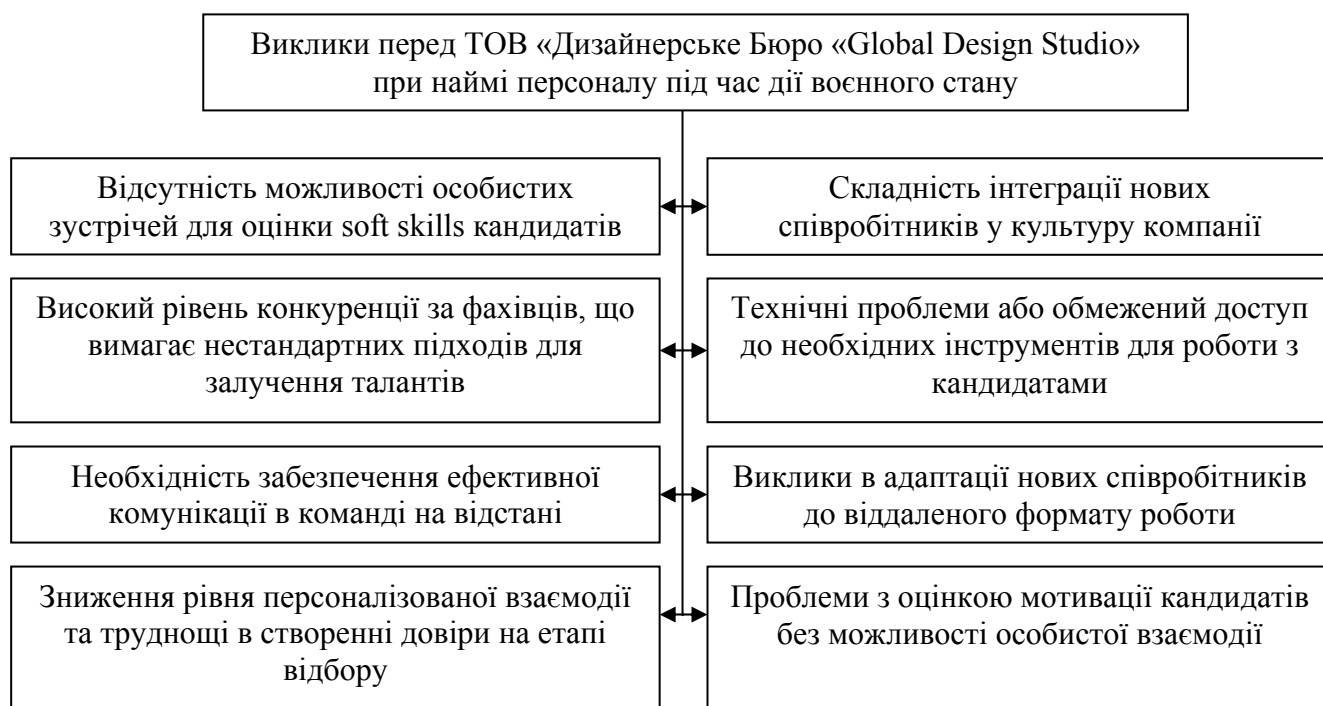 Виклики перед ТОВ «Дизайнерське Бюро «Global Design Studio»
при наймі персоналу під час дії воєнного стану
Відсутність можливості особистих
зустрічей для оцінки soft skills кандидатів
Складність інтеграції нових
співробітників у культуру компанії
Високий рівень конкуренції за фахівців, що
вимагає нестандартних підходів для
залучення талантів
Технічні проблеми або обмежений доступ
до необхідних інструментів для роботи з
кандидатами
Необхідність забезпечення ефективної
комунікації в команді на відстані
Виклики в адаптації нових співробітників
до віддаленого формату роботи
Зниження рівня персоналізованої взаємодії
та труднощі в створенні довіри на етапі
відбору
Проблеми з оцінкою мотивації кандидатів
без можливості особистої взаємодії